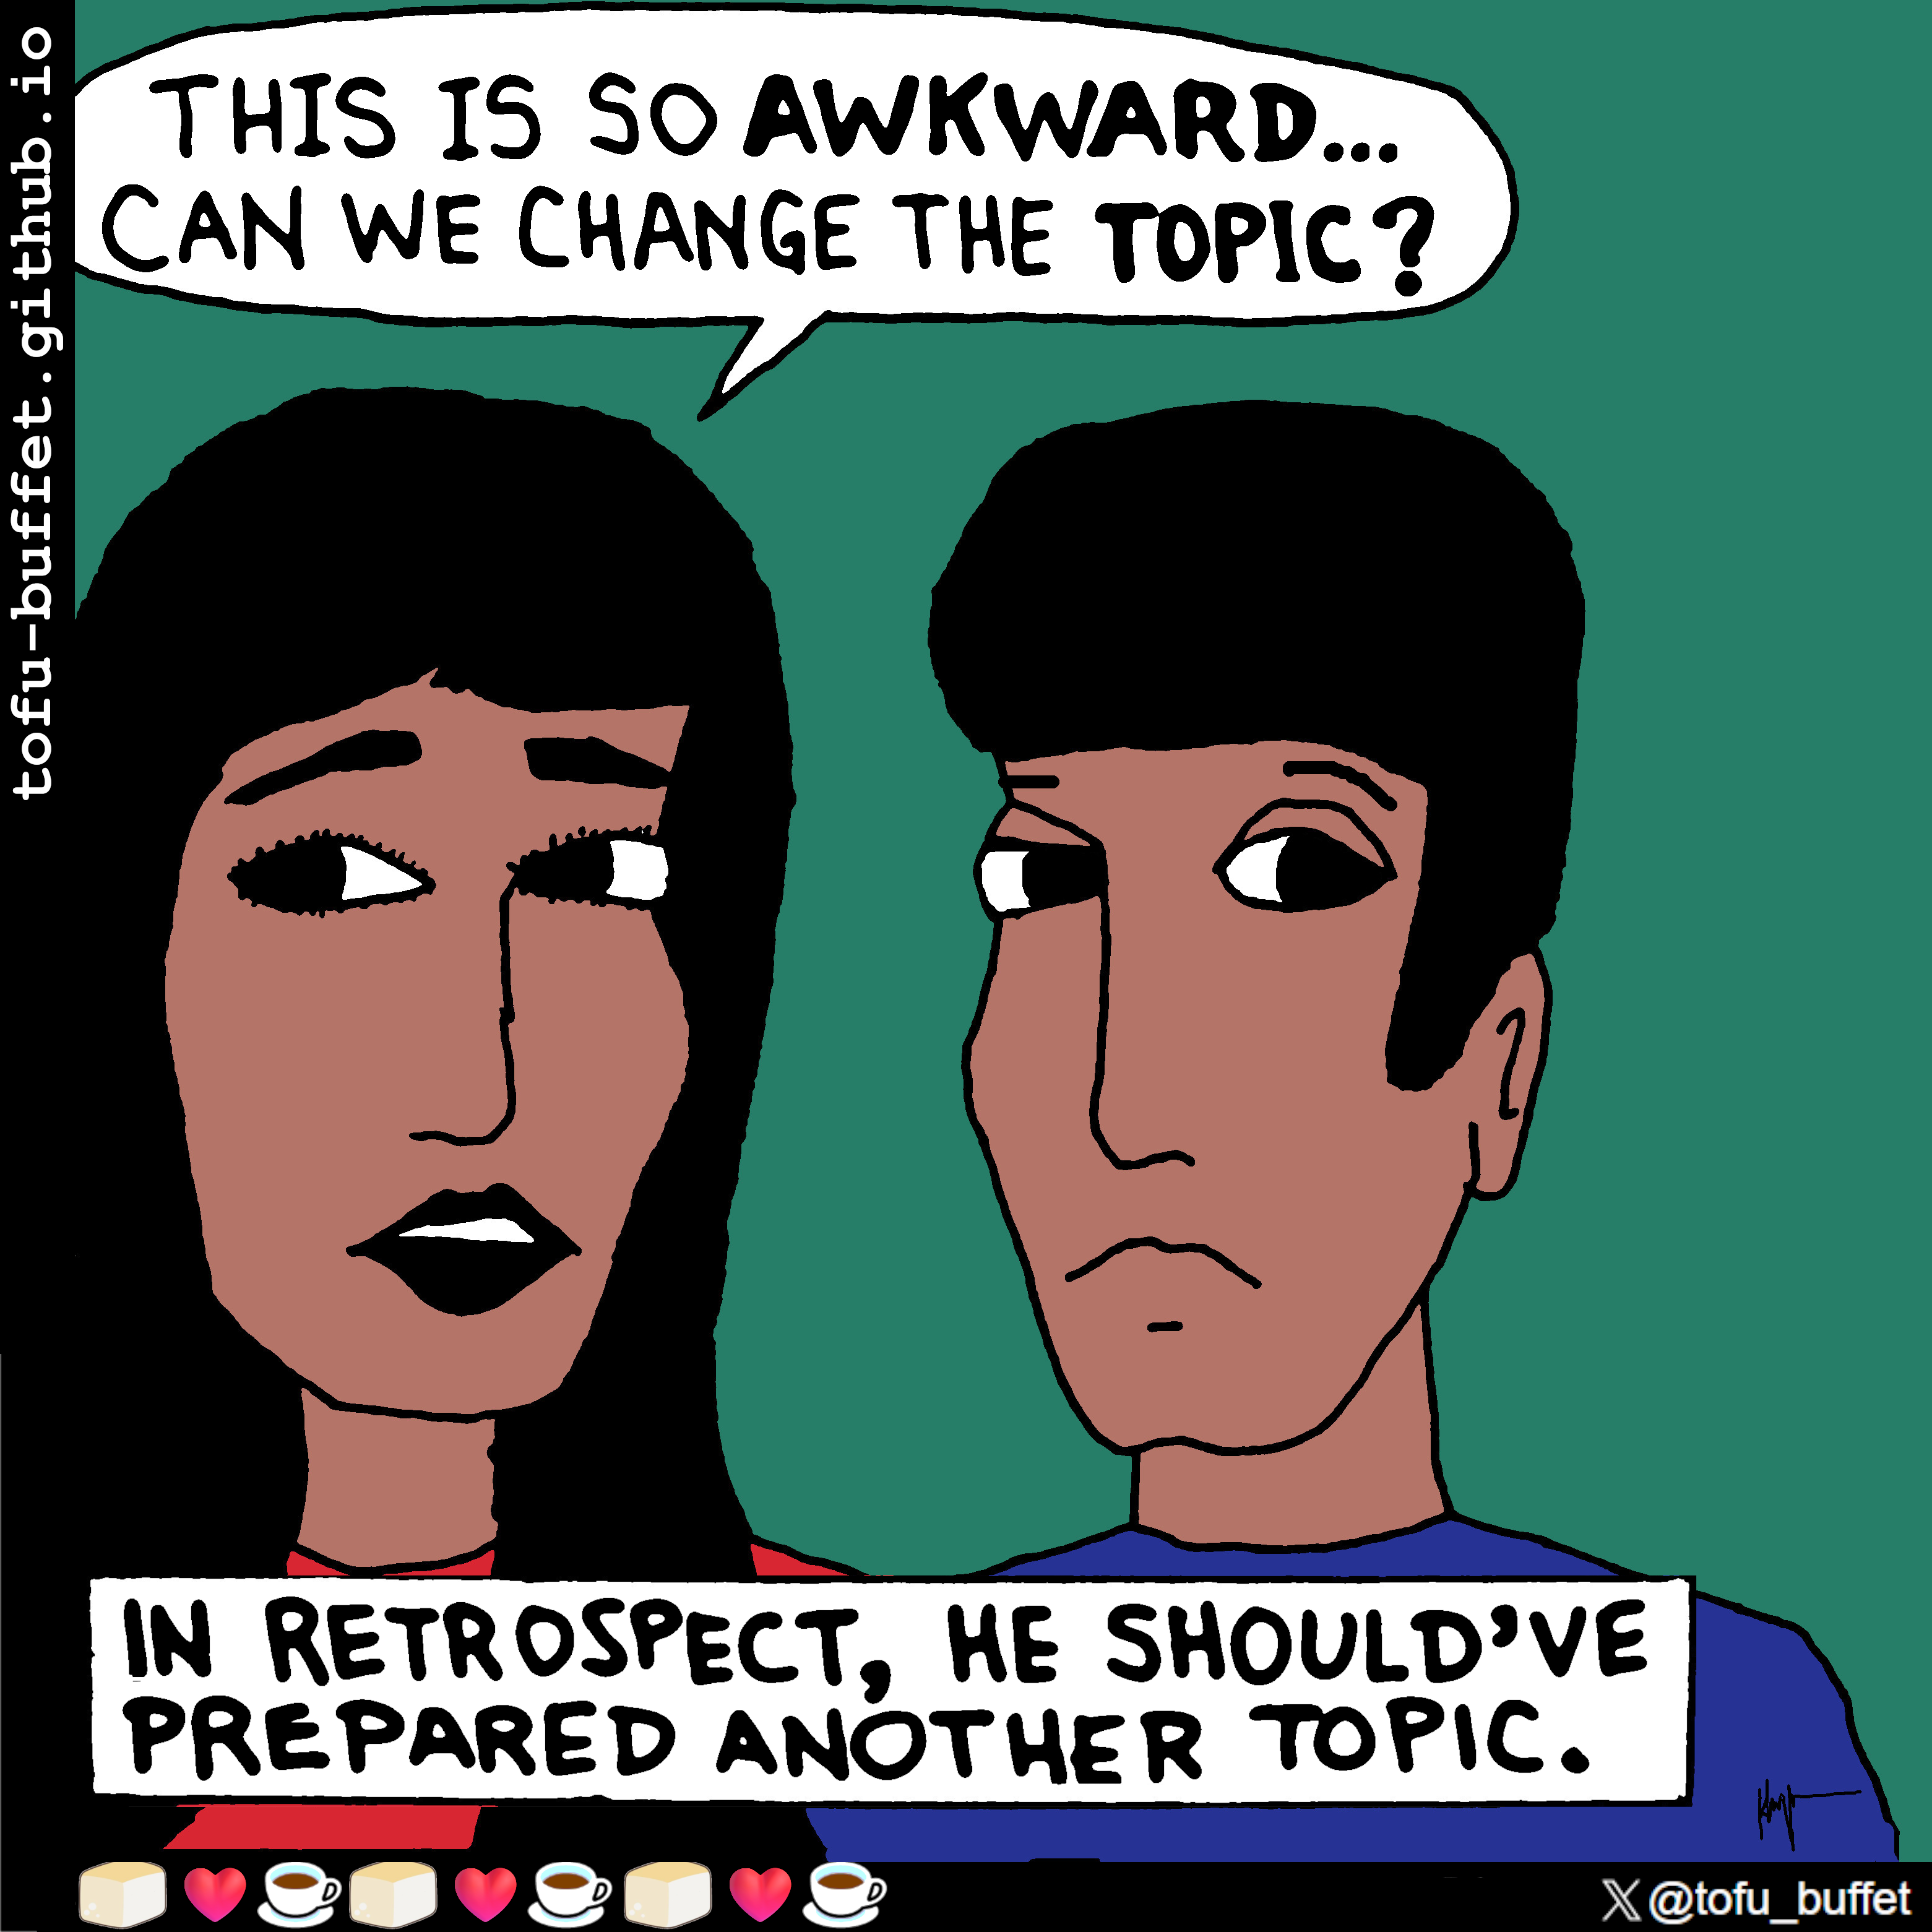 THIS IS SO AWKWARD...
CAN WE CHANGE THE TOPIC?
IN RETROSPECT, HE SHOULD'VE
PREPARED ANOTHER TOPIC.
tofu-buffet.github.io
𝕏 @tofu_buffet